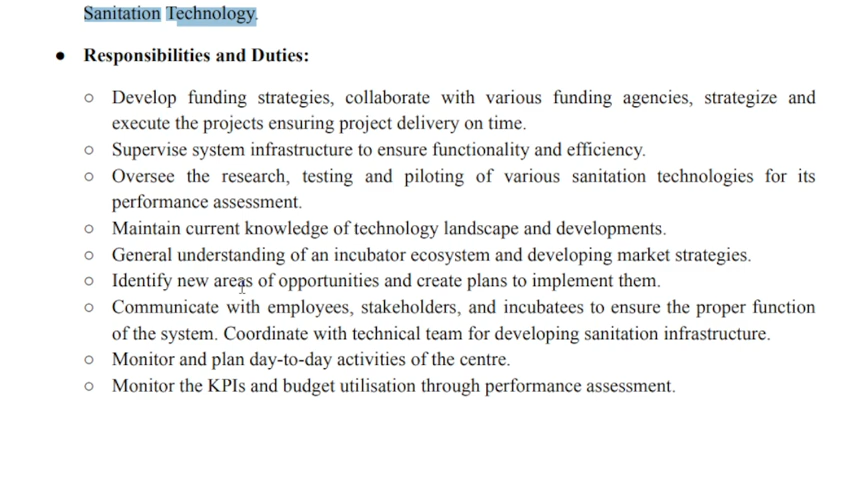 Sanitation Technology.
● Responsibilities and Duties:
○ Develop funding strategies, collaborate with various funding agencies, strategize and
execute the projects ensuring project delivery on time.
○ Supervise system infrastructure to ensure functionality and efficiency.
○ Oversee the research, testing and piloting of various sanitation technologies for its
performance assessment.
○ Maintain current knowledge of technology landscape and developments.
○ General understanding of an incubator ecosystem and developing market strategies.
○ Identify new areas of opportunities and create plans to implement them.
○ Communicate with employees, stakeholders, and incubatees to ensure the proper function
of the system. Coordinate with technical team for developing sanitation infrastructure.
○ Monitor and plan day-to-day activities of the centre.
○ Monitor the KPIs and budget utilisation through performance assessment.